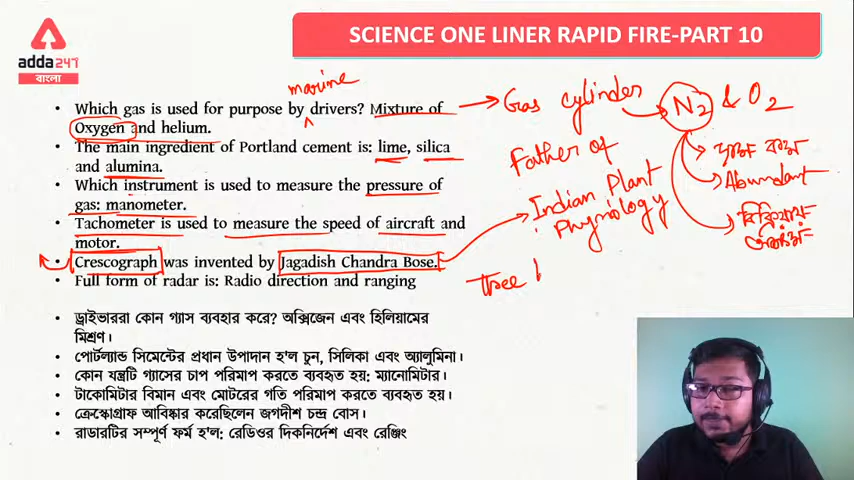 adda247
বাংলা
SCIENCE ONE LINER RAPID FIRE-PART 10
marine
• Which gas is used for purpose by drivers? Mixture of
Oxygen and helium.
• The main ingredient of Portland cement is: lime, silica
and alumina.
• Which instrument is used to measure the pressure of
gas: manometer.
• Tachometer is used to measure the speed of aircraft and
motor.
• Crescograph was invented by Jagadish Chandra Bose.
• Full form of radar is: Radio direction and ranging
Gas cylinder N2 & O2
Abundant
Father of
Indian Plant
Physiology
• ড্রাইভাররা কোন গ্যাস ব্যবহার করে? অক্সিজেন এবং হিলিয়ামের
মিশ্রণ।
• পোর্টল্যান্ড সিমেন্টের প্রধান উপাদান হ'ল চুন, সিলিকা এবং অ্যালুমিনা।
• কোন যন্ত্রটি গ্যাসের চাপ পরিমাপ করতে ব্যবহৃত হয়: ম্যানোমিটার।
• টাকোমিটার বিমান এবং মোটরের গতি পরিমাপ করতে ব্যবহৃত হয়।
• ক্রেস্কোগ্রাফ আবিষ্কার করেছিলেন জগদীশ চন্দ্র বোস।
• রাডারটির সম্পূর্ণ ফর্ম হ'ল: রেডিওর দিকনির্দেশ এবং রেঞ্জিং